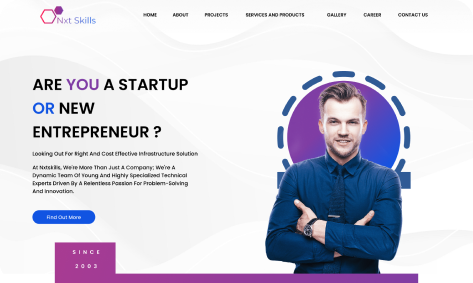 Nxt Skills
HOME ABOUT PROJECTS SERVICES AND PRODUCTS GALLERY CAREER CONTACT US
ARE YOU A STARTUP
OR NEW
ENTREPRENEUR ?
Looking Out For Right And Cost Effective Infrastructure Solution
At Nxtskills, We're More Than Just A Company; We're A
Dynamic Team Of Young And Highly Specialized Technical
Experts Driven By A Relentless Passion For Problem-Solving
And Innovation.
Find Out More
SINCE
2003